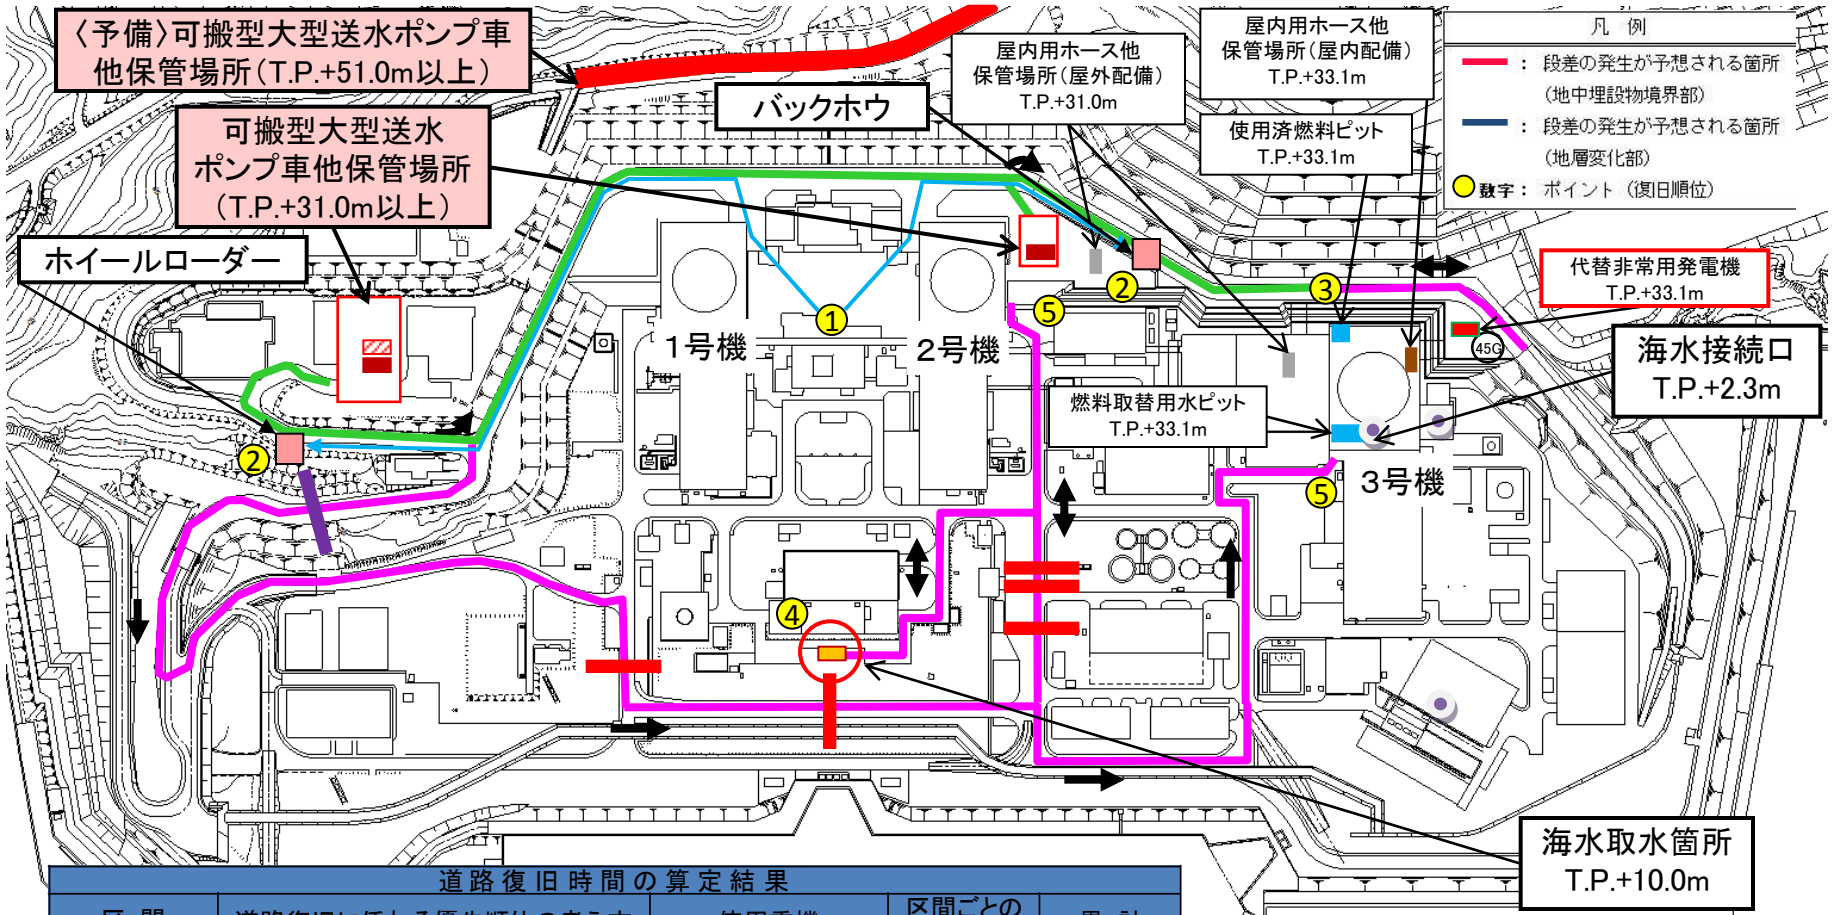 〈予備〉可搬型大型送水ポンプ車
他保管場所(T.P.+51.0m以上)
可搬型大型送水
ポンプ車他保管場所
(T.P.+31.0m以上)
ホイールローダー
バックホウ
屋内用ホース他
保管場所(屋外配備)
T.P.+31.0m
屋内用ホース他
保管場所(屋内配備)
T.P.+33.1m
使用済燃料ピット
T.P.+33.1m
凡 例
: 段差の発生が予想される箇所
(地中埋設物境界部)
: 段差の発生が予想される箇所
(地層変化部)
数字: ポイント (復旧順位)
代替非常用発電機
T.P.+33.1m
海水接続口
T.P.+2.3m
燃料取替用水ピット
T.P.+33.1m
1号機
2号機
3号機
①
②
②
③
④
⑤
⑤
45G
海水取水箇所
T.P.+10.0m
道路復旧時間の算定結果
区間ごとの